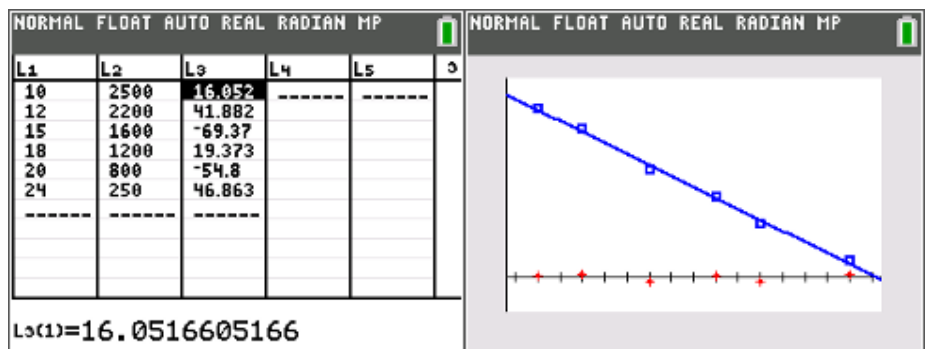 NORMAL FLOAT AUTO REAL RADIAN MP
L1 L2 L3 L4 L5 3
10 2500 16.052 ------ ------
12 2200 41.882
15 1600 -69.37
18 1200 19.373
20 800 -54.8
24 250 46.863
------ ------ ------
L3(1)=16.0516605166
NORMAL FLOAT AUTO REAL RADIAN MP